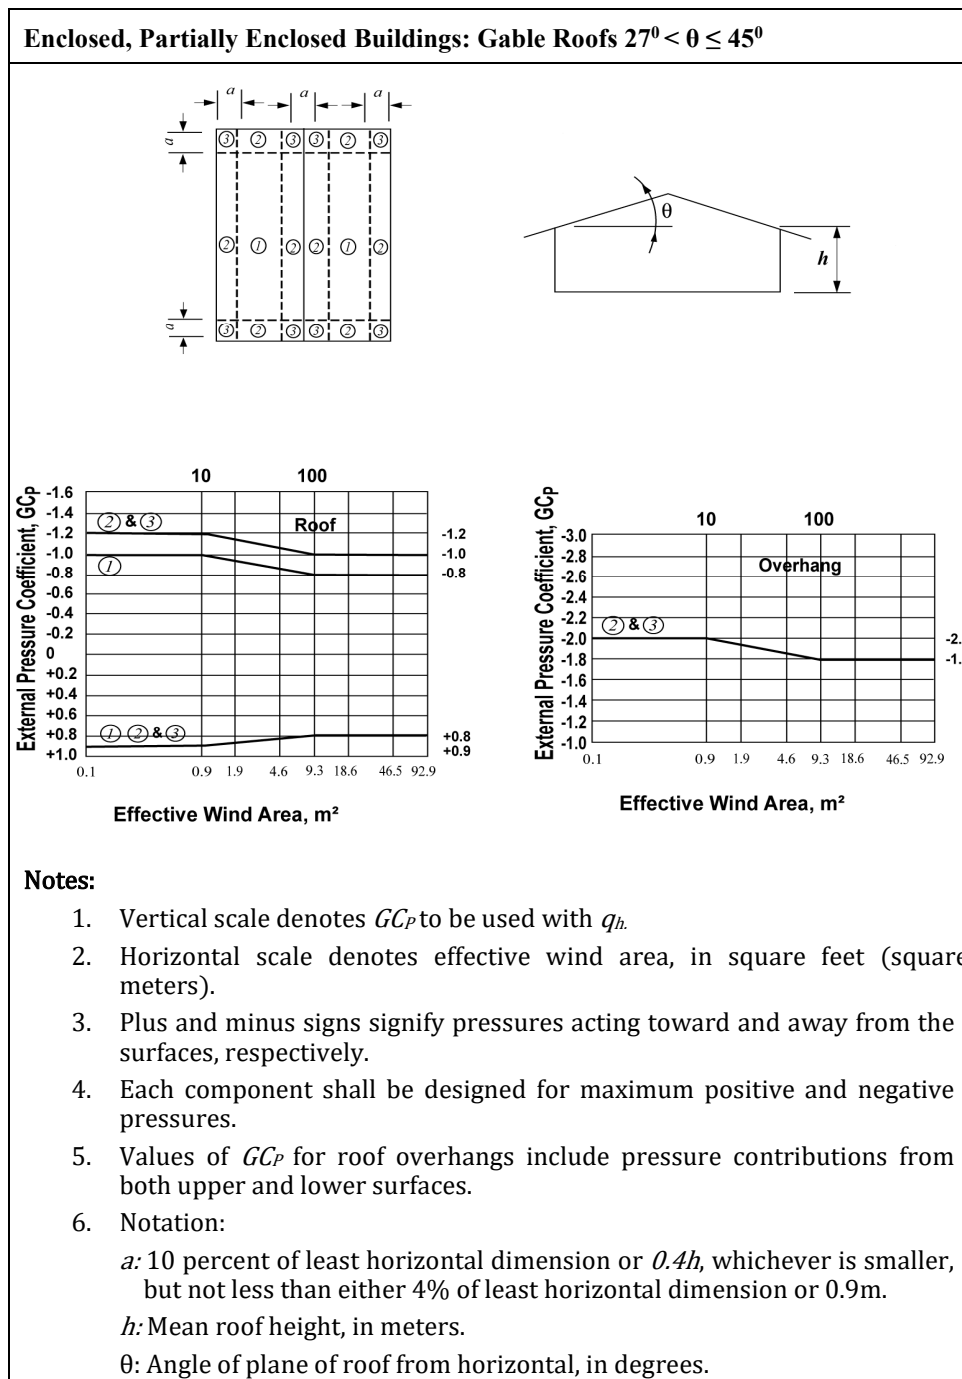 Enclosed, Partially Enclosed Buildings: Gable Roofs 27⁰ < θ ≤ 45⁰
a a a
a
③ ② ③ ③ ② ③
② ① ② ② ① ②
a
③ ② ③ ③ ② ③
θ
h
10 100
External Pressure Coefficient, GCP
-1.6
-1.4
-1.2
-1.0
-0.8
-0.6
-0.4
-0.2
0
+0.2
+0.4
+0.6
+0.8
+1.0
② & ③
Roof
①
① ② & ③
-1.2
-1.0
-0.8
+0.8
+0.9
0.1 0.9 1.9 4.6 9.3 18.6 46.5 92.9
Effective Wind Area, m²
10 100
External Pressure Coefficient, GCP
-3.0
-2.8
-2.6
-2.4
-2.2
-2.0
-1.8
-1.6
-1.4
-1.2
-1.0
Overhang
② & ③
-2.
-1.
0.1 0.9 1.9 4.6 9.3 18.6 46.5 92.9
Effective Wind Area, m²
Notes:
1. Vertical scale denotes GCP to be used with qh.
2. Horizontal scale denotes effective wind area, in square feet (square
meters).
3. Plus and minus signs signify pressures acting toward and away from the
surfaces, respectively.
4. Each component shall be designed for maximum positive and negative
pressures.
5. Values of GCP for roof overhangs include pressure contributions from
both upper and lower surfaces.
6. Notation:
a: 10 percent of least horizontal dimension or 0.4h, whichever is smaller,
but not less than either 4% of least horizontal dimension or 0.9m.
h: Mean roof height, in meters.
θ: Angle of plane of roof from horizontal, in degrees.